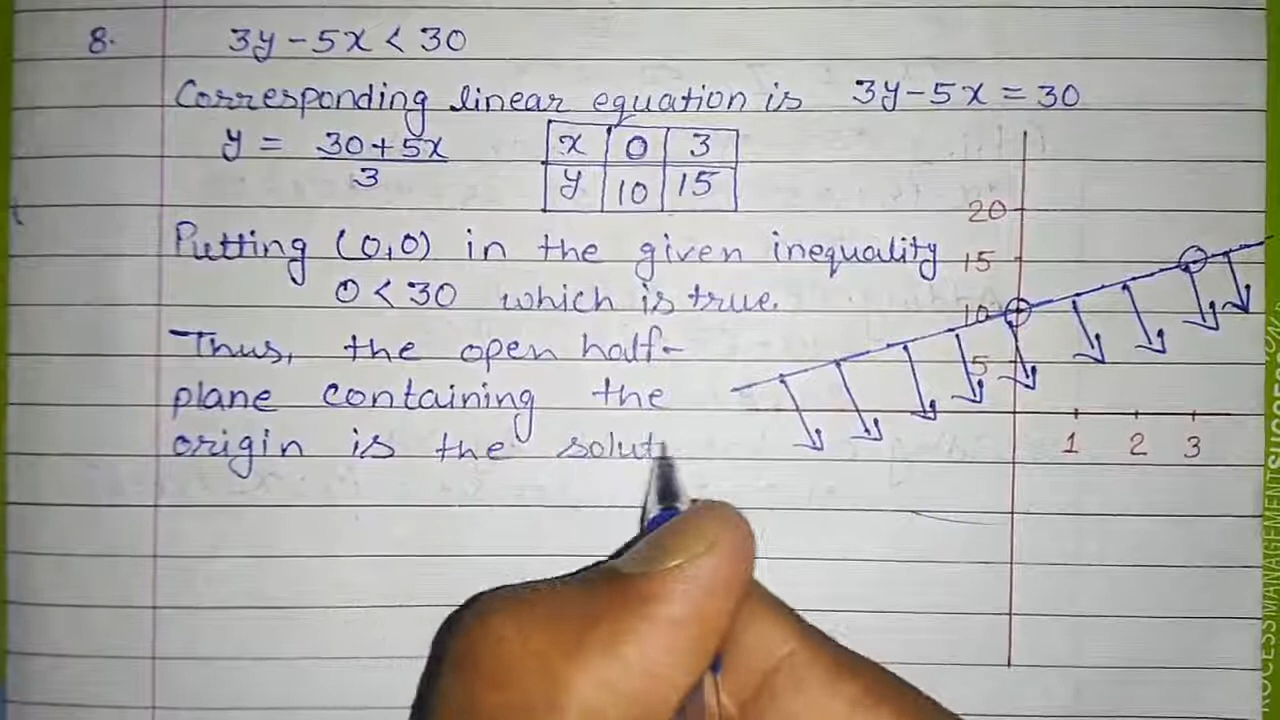 8. 3y - 5x < 30
Corresponding linear equation is 3y - 5x = 30
y = 30 + 5x / 3
x 0 3
y 10 15
Putting (0,0) in the given inequality
0 < 30 which is true.
Thus, the open half-
plane containing the
origin is the solut
20
15
10
5
1 2 3